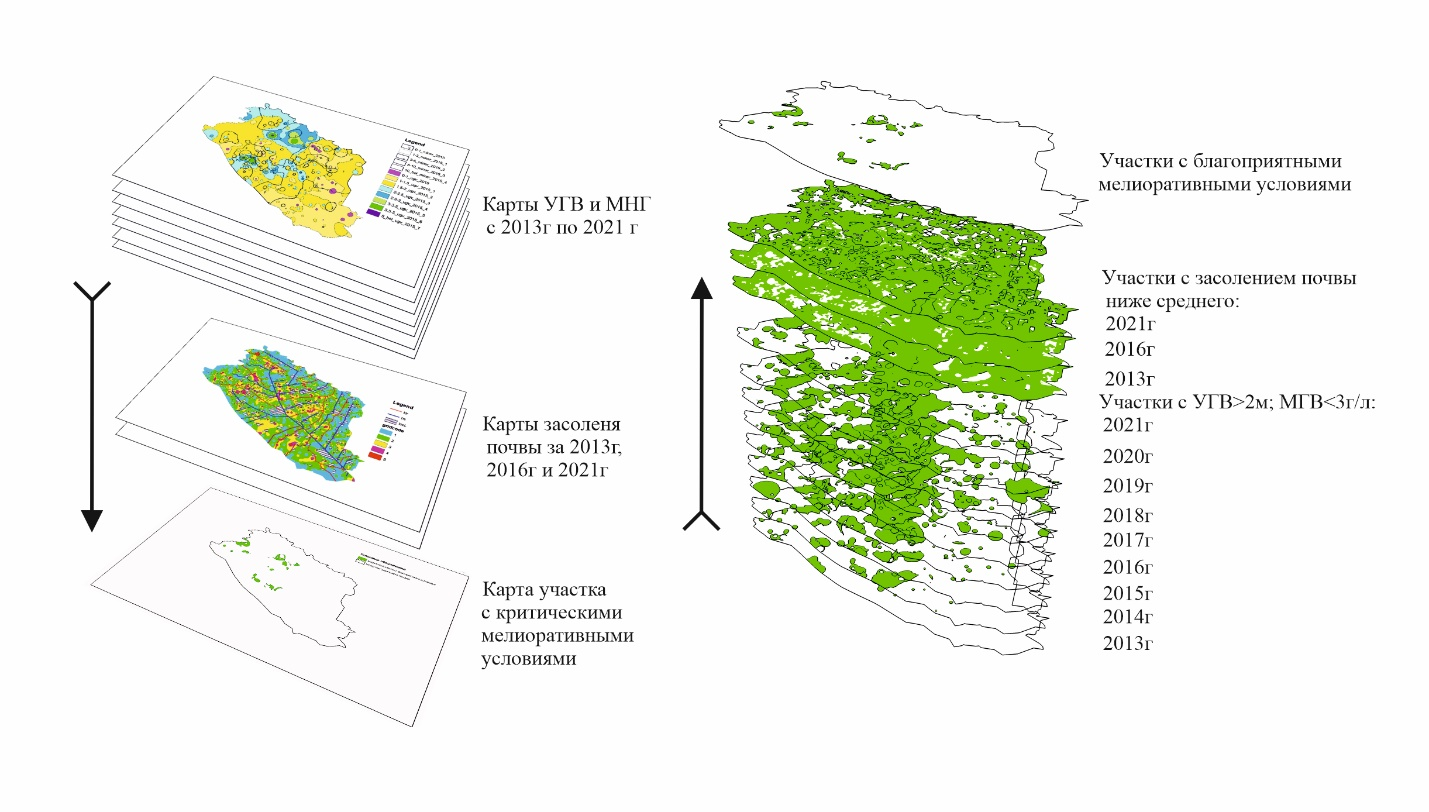 Карты УГВ и МНГ
с 2013г по 2021 г
Legend
Карты засоленя
почвы за 2013г,
2016г и 2021г
Legend
Карта участка
с критическими
мелиоративными
условиями
Участки с благоприятными
мелиоративными условиями
Участки с засолением почвы
ниже среднего:
2021г
2016г
2013г
Участки с УГВ>2м; МГВ<3г/л:
2021г
2020г
2019г
2018г
2017г
2016г
2015г
2014г
2013г